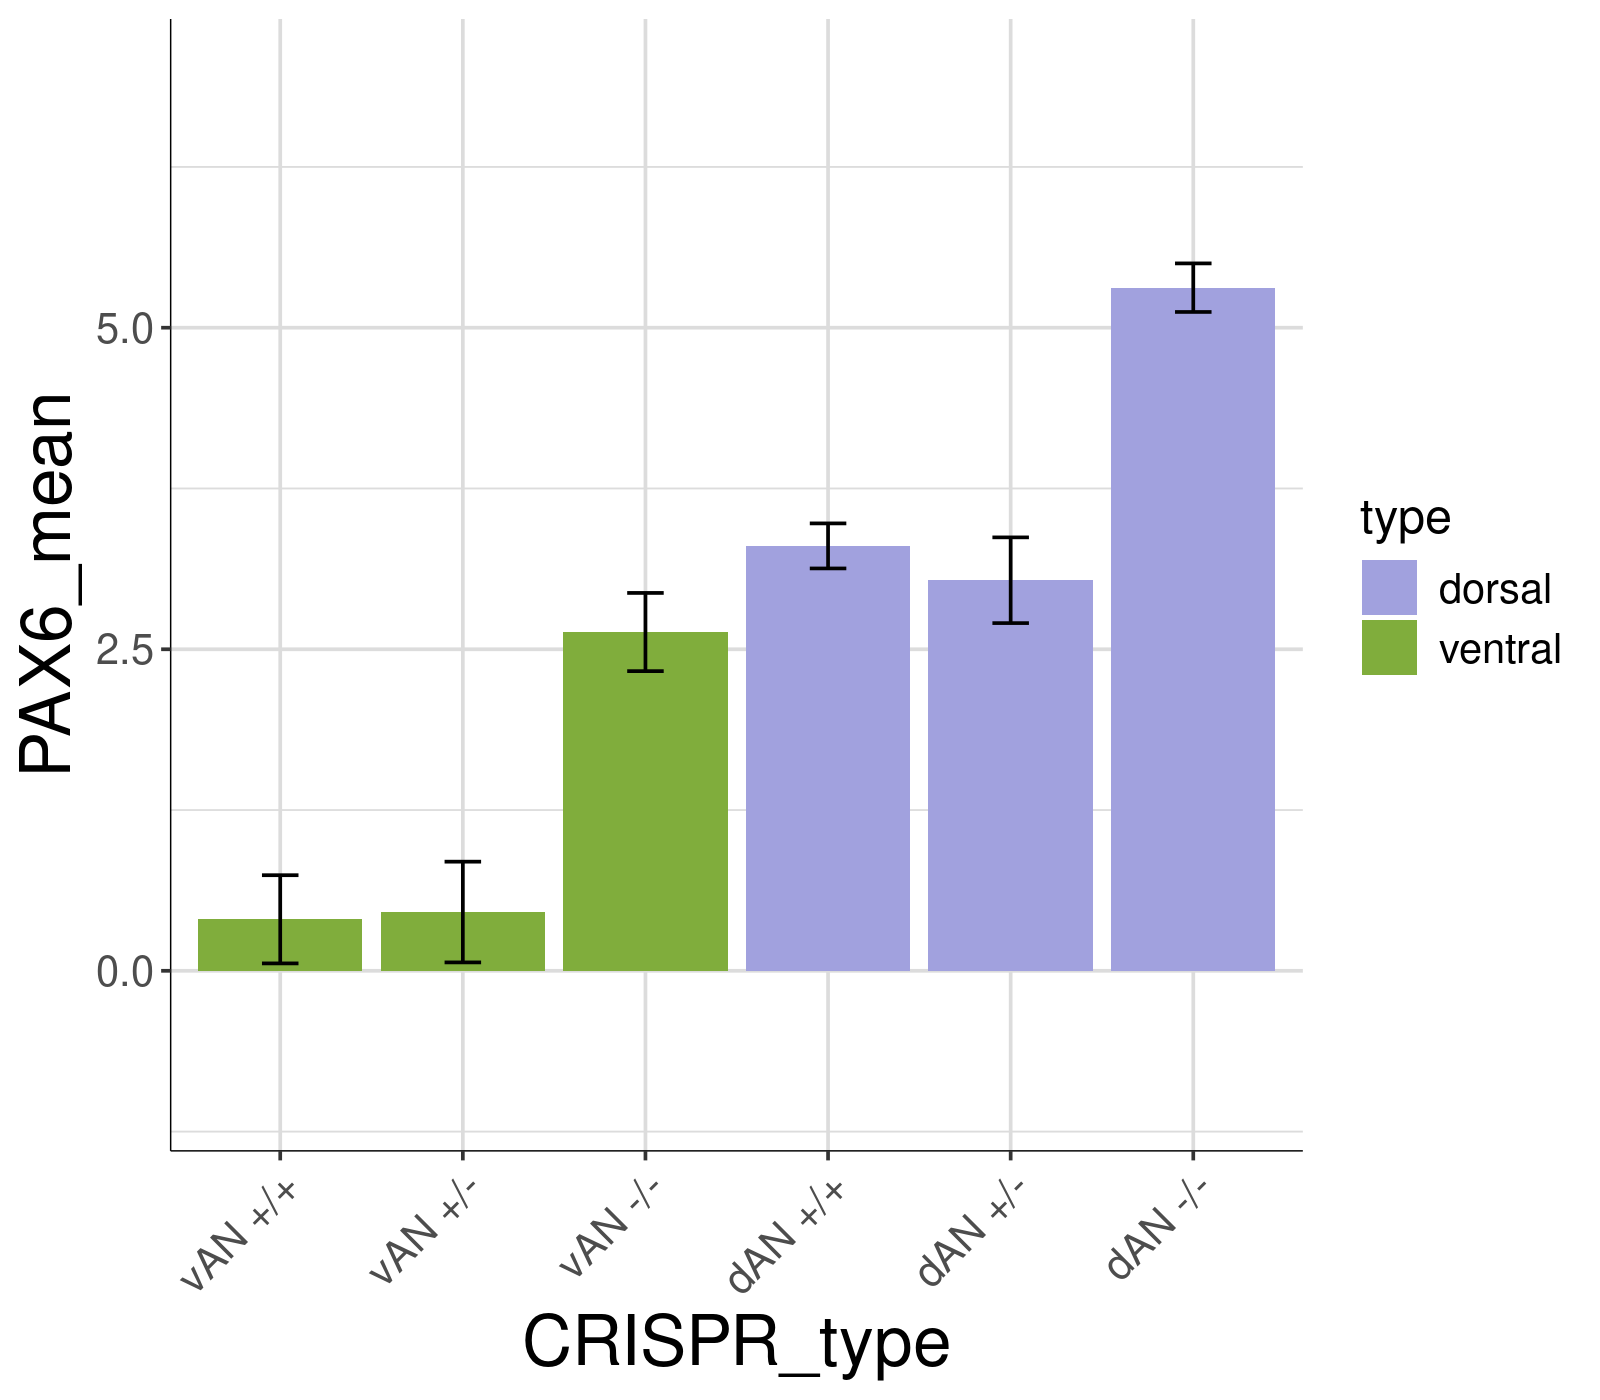 PAX6_mean
5.0
2.5
0.0
vAN +/+
vAN +/-
vAN -/-
dAN +/+
dAN +/-
dAN -/-
CRISPR_type
type
dorsal
ventral